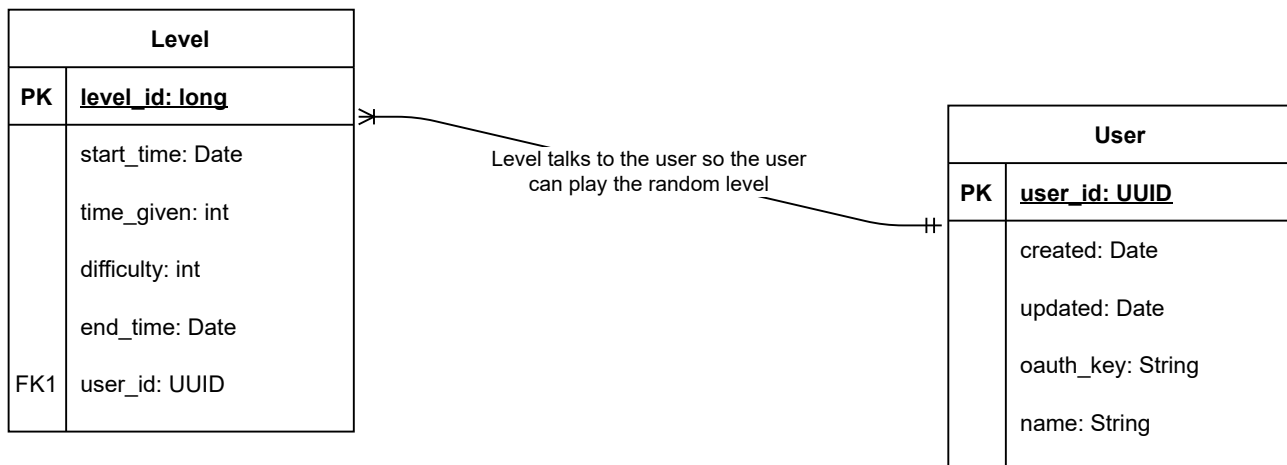 Level
PK level_id: long
start_time: Date
time_given: int
difficulty: int
end_time: Date
FK1 user_id: UUID
Level talks to the user so the user
can play the random level
User
PK user_id: UUID
created: Date
updated: Date
oauth_key: String
name: String